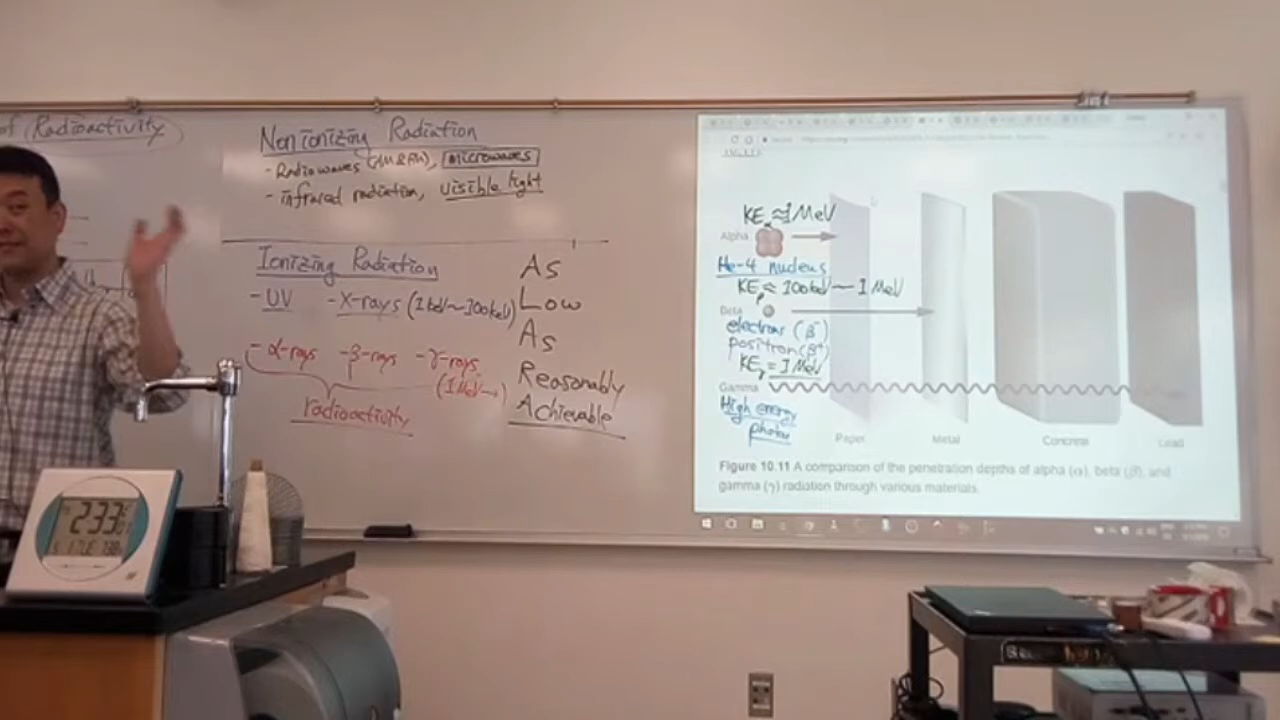 of Radioactivity
Nonionizing Radiation
- Radiowaves (AM & FM), microwaves
- infrared radiation, visible light
Ionizing Radiation
- UV - X-rays (1 keV ~ 100 keV)
- α-rays - β-rays - γ-rays
(1 MeV ~ )
radioactivity
As
Low
As
Reasonably
Achievable
KEα ≈ 1 MeV
Alpha
He-4 nucleus
KEβ ≈ 100 keV ~ 1 MeV
Beta
electrons (β⁻)
positron (β⁺)
KEγ = 1 MeV
Gamma
High energy
photon
Paper Metal Concrete Lead
Figure 10.11 A comparison of the penetration depths of alpha (α), beta (β), and
gamma (γ) radiation through various materials.
2:33